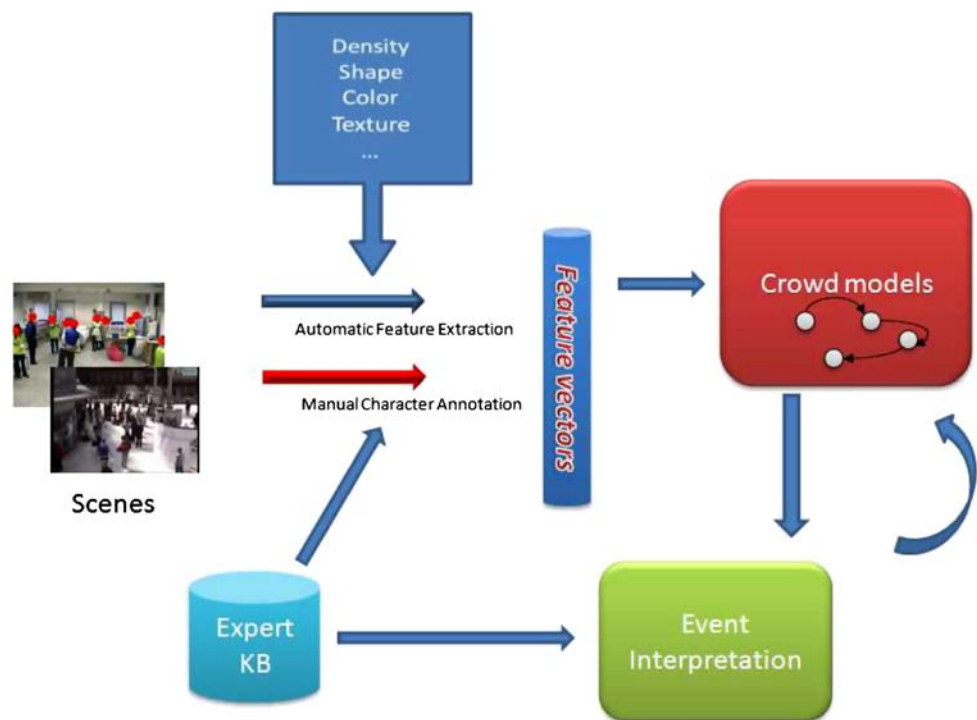 Density
Shape
Color
Texture
...
Automatic Feature Extraction
Manual Character Annotation
Scenes
Feature vectors
Crowd models
Expert
KB
Event
Interpretation